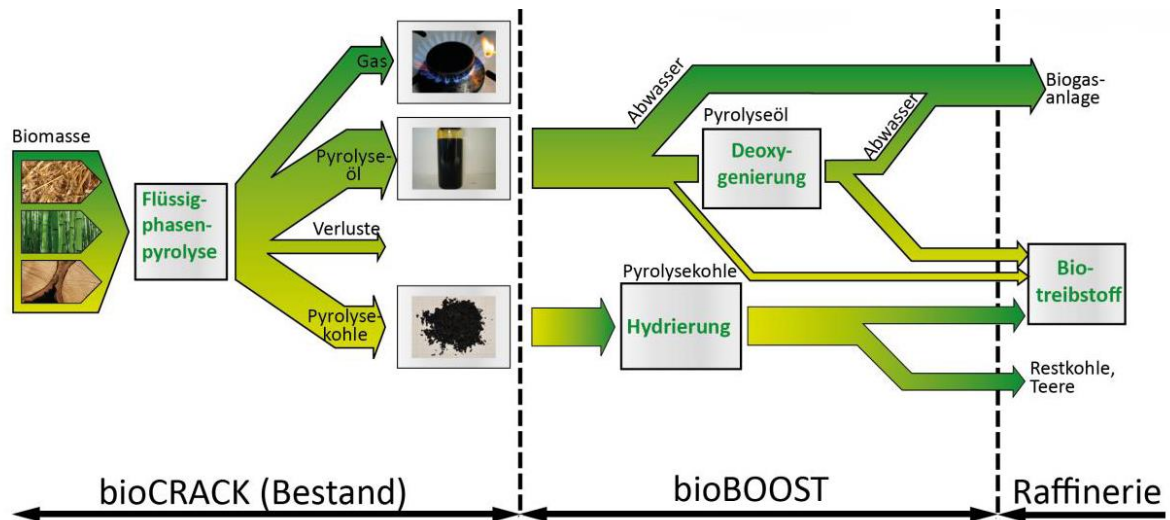 Biomasse
Flüssig-
phasen-
pyrolyse
Gas
Pyrolyse-
öl
Verluste
Pyrolyse-
kohle
Abwasser
Pyrolyseöl
Deoxy-
genierung
Abwasser
Biogas-
anlage
Pyrolysekohle
Hydrierung
Bio-
treibstoff
Restkohle,
Teere
bioCRACK (Bestand)
bioBOOST
Raffinerie